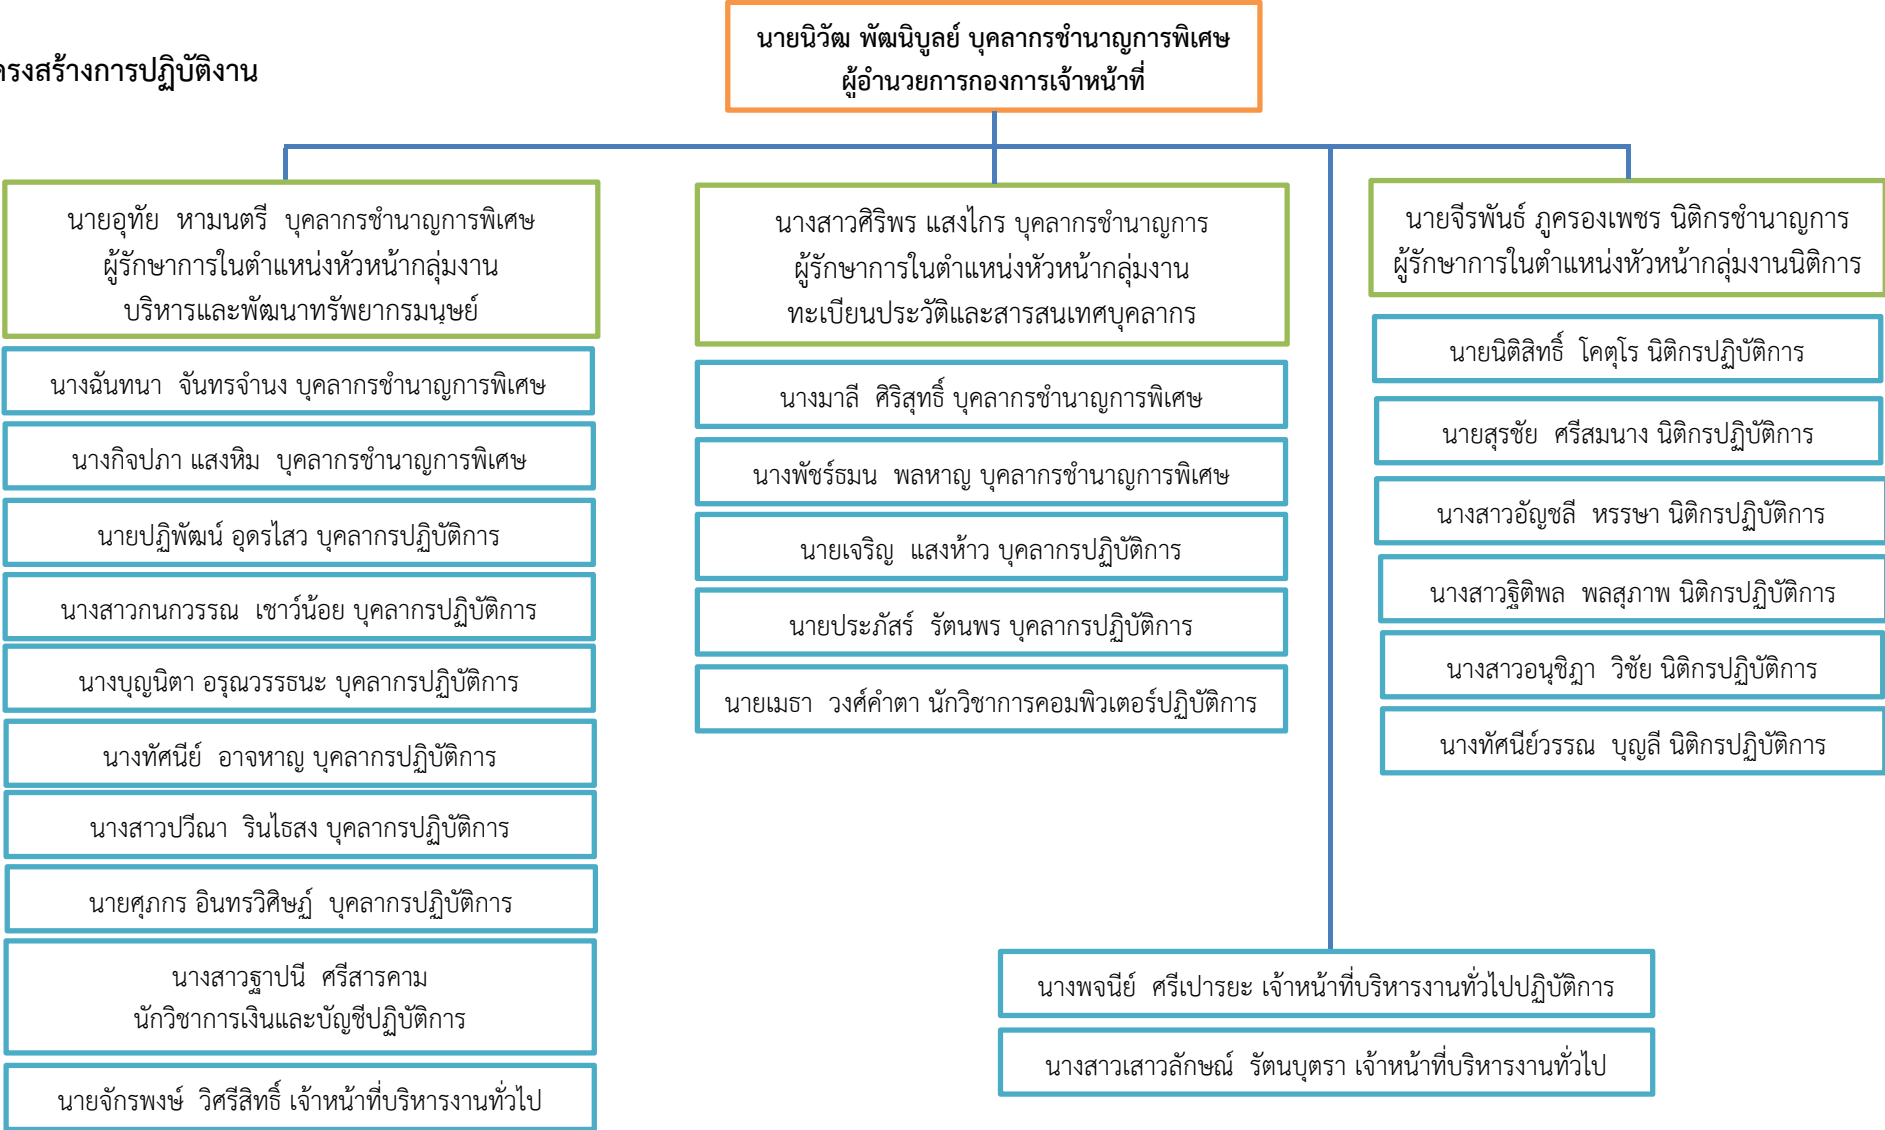 ครงสร้างการปฏิบัติงาน
นายนิวัฒ พัฒนิบูลย์ บุคลากรชำนาญการพิเศษ
ผู้อำนวยการกองการเจ้าหน้าที่
นายอุทัย หามนตรี บุคลากรชำนาญการพิเศษ
ผู้รักษาการในตำแหน่งหัวหน้ากลุ่มงาน
บริหารและพัฒนาทรัพยากรมนุษย์
นางฉันทนา จันทรจำนง บุคลากรชำนาญการพิเศษ
นางกิจปภา แสงหิม บุคลากรชำนาญการพิเศษ
นายปฏิพัฒน์ อุดรไสว บุคลากรปฏิบัติการ
นางสาวกนกวรรณ เชาว์น้อย บุคลากรปฏิบัติการ
นางบุญนิตา อรุณวรรธนะ บุคลากรปฏิบัติการ
นางทัศนีย์ อาจหาญ บุคลากรปฏิบัติการ
นางสาวปวีณา รินไธสง บุคลากรปฏิบัติการ
นายศุภกร อินทรวิศิษฏ์ บุคลากรปฏิบัติการ
นางสาวฐาปนี ศรีสารคาม
นักวิชาการเงินและบัญชีปฏิบัติการ
นายจักรพงษ์ วิศรีสิทธิ์ เจ้าหน้าที่บริหารงานทั่วไป
นางสาวศิริพร แสงไกร บุคลากรชำนาญการ
ผู้รักษาการในตำแหน่งหัวหน้ากลุ่มงาน
ทะเบียนประวัติและสารสนเทศบุคลากร
นางมาลี ศิริสุทธิ์ บุคลากรชำนาญการพิเศษ
นางพัชร์ธมน พลหาญ บุคลากรชำนาญการพิเศษ
นายเจริญ แสงห้าว บุคลากรปฏิบัติการ
นายประภัสร์ รัตนพร บุคลากรปฏิบัติการ
นายเมธา วงศ์คำตา นักวิชาการคอมพิวเตอร์ปฏิบัติการ
นายจีรพันธ์ ภูครองเพชร นิติกรชำนาญการ
ผู้รักษาการในตำแหน่งหัวหน้ากลุ่มงานนิติการ
นายนิติสิทธิ์ โคตุโร นิติกรปฏิบัติการ
นายสุรชัย ศรีสมนาง นิติกรปฏิบัติการ
นางสาวอัญชลี หรรษา นิติกรปฏิบัติการ
นางสาวฐิติพล พลสุภาพ นิติกรปฏิบัติการ
นางสาวอนุชิฎา วิชัย นิติกรปฏิบัติการ
นางทัศนีย์วรรณ บุญลี นิติกรปฏิบัติการ
นางพจนีย์ ศรีเปารยะ เจ้าหน้าที่บริหารงานทั่วไปปฏิบัติการ
นางสาวเสาวลักษณ์ รัตนบุตรา เจ้าหน้าที่บริหารงานทั่วไป